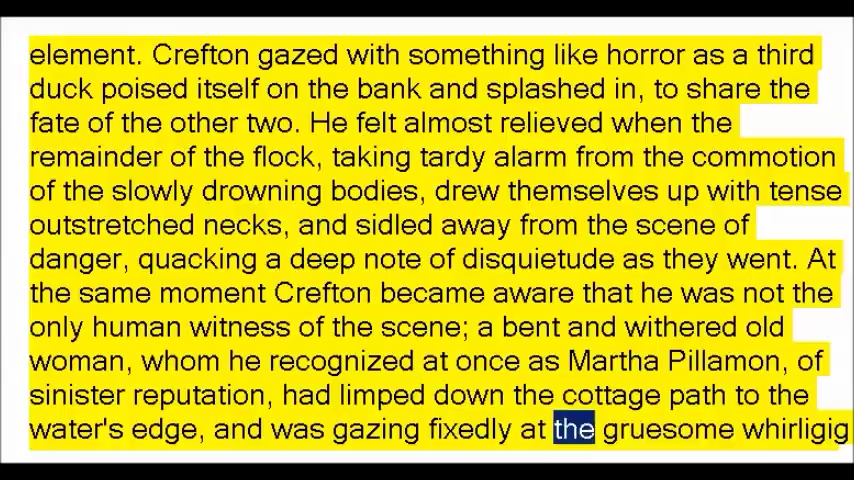 element. Crefton gazed with something like horror as a third
duck poised itself on the bank and splashed in, to share the
fate of the other two. He felt almost relieved when the
remainder of the flock, taking tardy alarm from the commotion
of the slowly drowning bodies, drew themselves up with tense
outstretched necks, and sidled away from the scene of
danger, quacking a deep note of disquietude as they went. At
the same moment Crefton became aware that he was not the
only human witness of the scene; a bent and withered old
woman, whom he recognized at once as Martha Pillamon, of
sinister reputation, had limped down the cottage path to the
water's edge, and was gazing fixedly at the gruesome whirligig